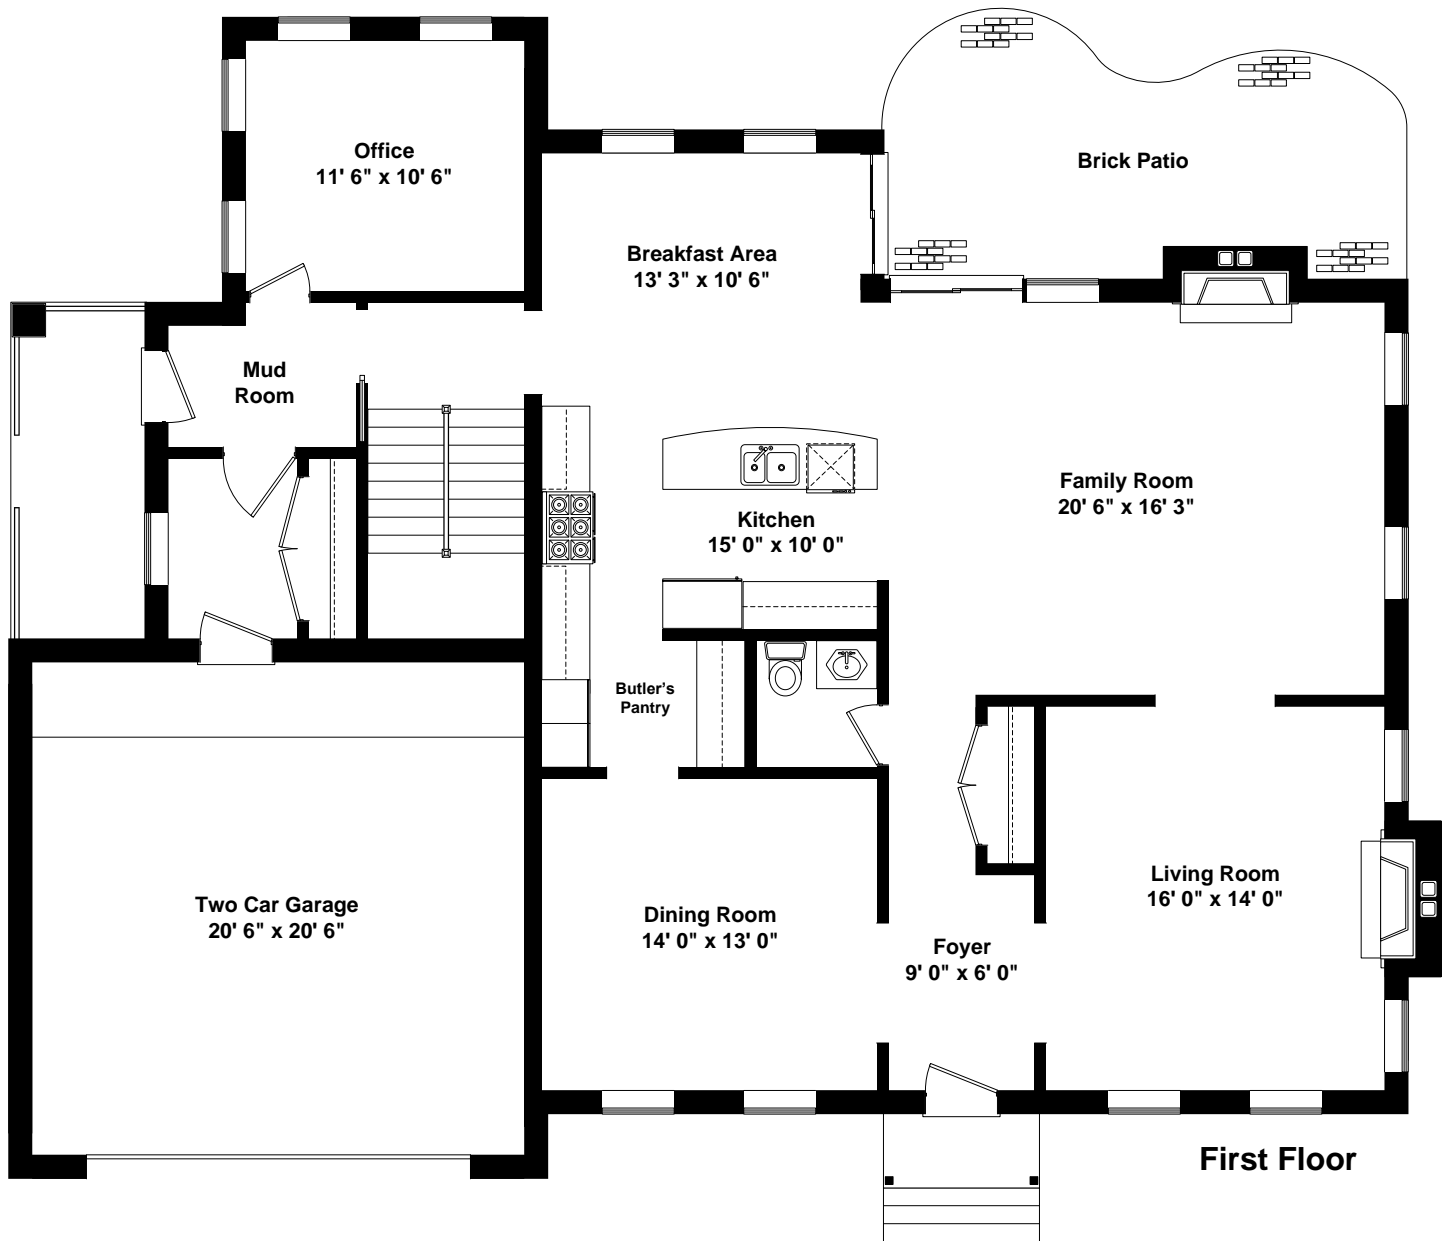 Office
11' 6" x 10' 6"
Brick Patio
Breakfast Area
13' 3" x 10' 6"
Mud
Room
Family Room
20' 6" x 16' 3"
Kitchen
15' 0" x 10' 0"
Butler's
Pantry
Two Car Garage
20' 6" x 20' 6"
Dining Room
14' 0" x 13' 0"
Foyer
9' 0" x 6' 0"
Living Room
16' 0" x 14' 0"
First Floor